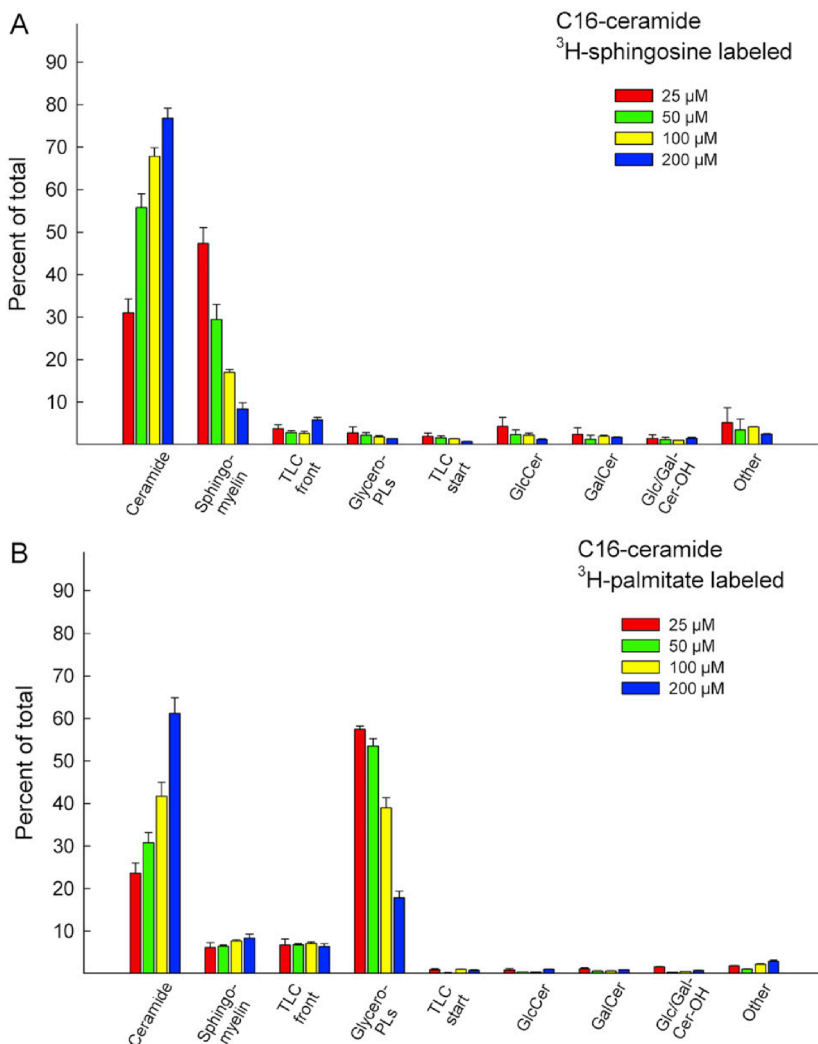 A
C16-ceramide
³H-sphingosine labeled
25 µM
50 µM
100 µM
200 µM
Percent of total
90
80
70
60
50
40
30
20
10
Ceramide
Sphingo-
myelin
TLC
front
Glycero-
PLs
TLC
start
GlcCer
GalCer
Glc/Gal-
Cer-OH
Other
B
C16-ceramide
³H-palmitate labeled
25 µM
50 µM
100 µM
200 µM
Percent of total
90
80
70
60
50
40
30
20
10
Ceramide
Sphingo-
myelin
TLC
front
Glycero-
PLs
TLC
start
GlcCer
GalCer
Glc/Gal-
Cer-OH
Other